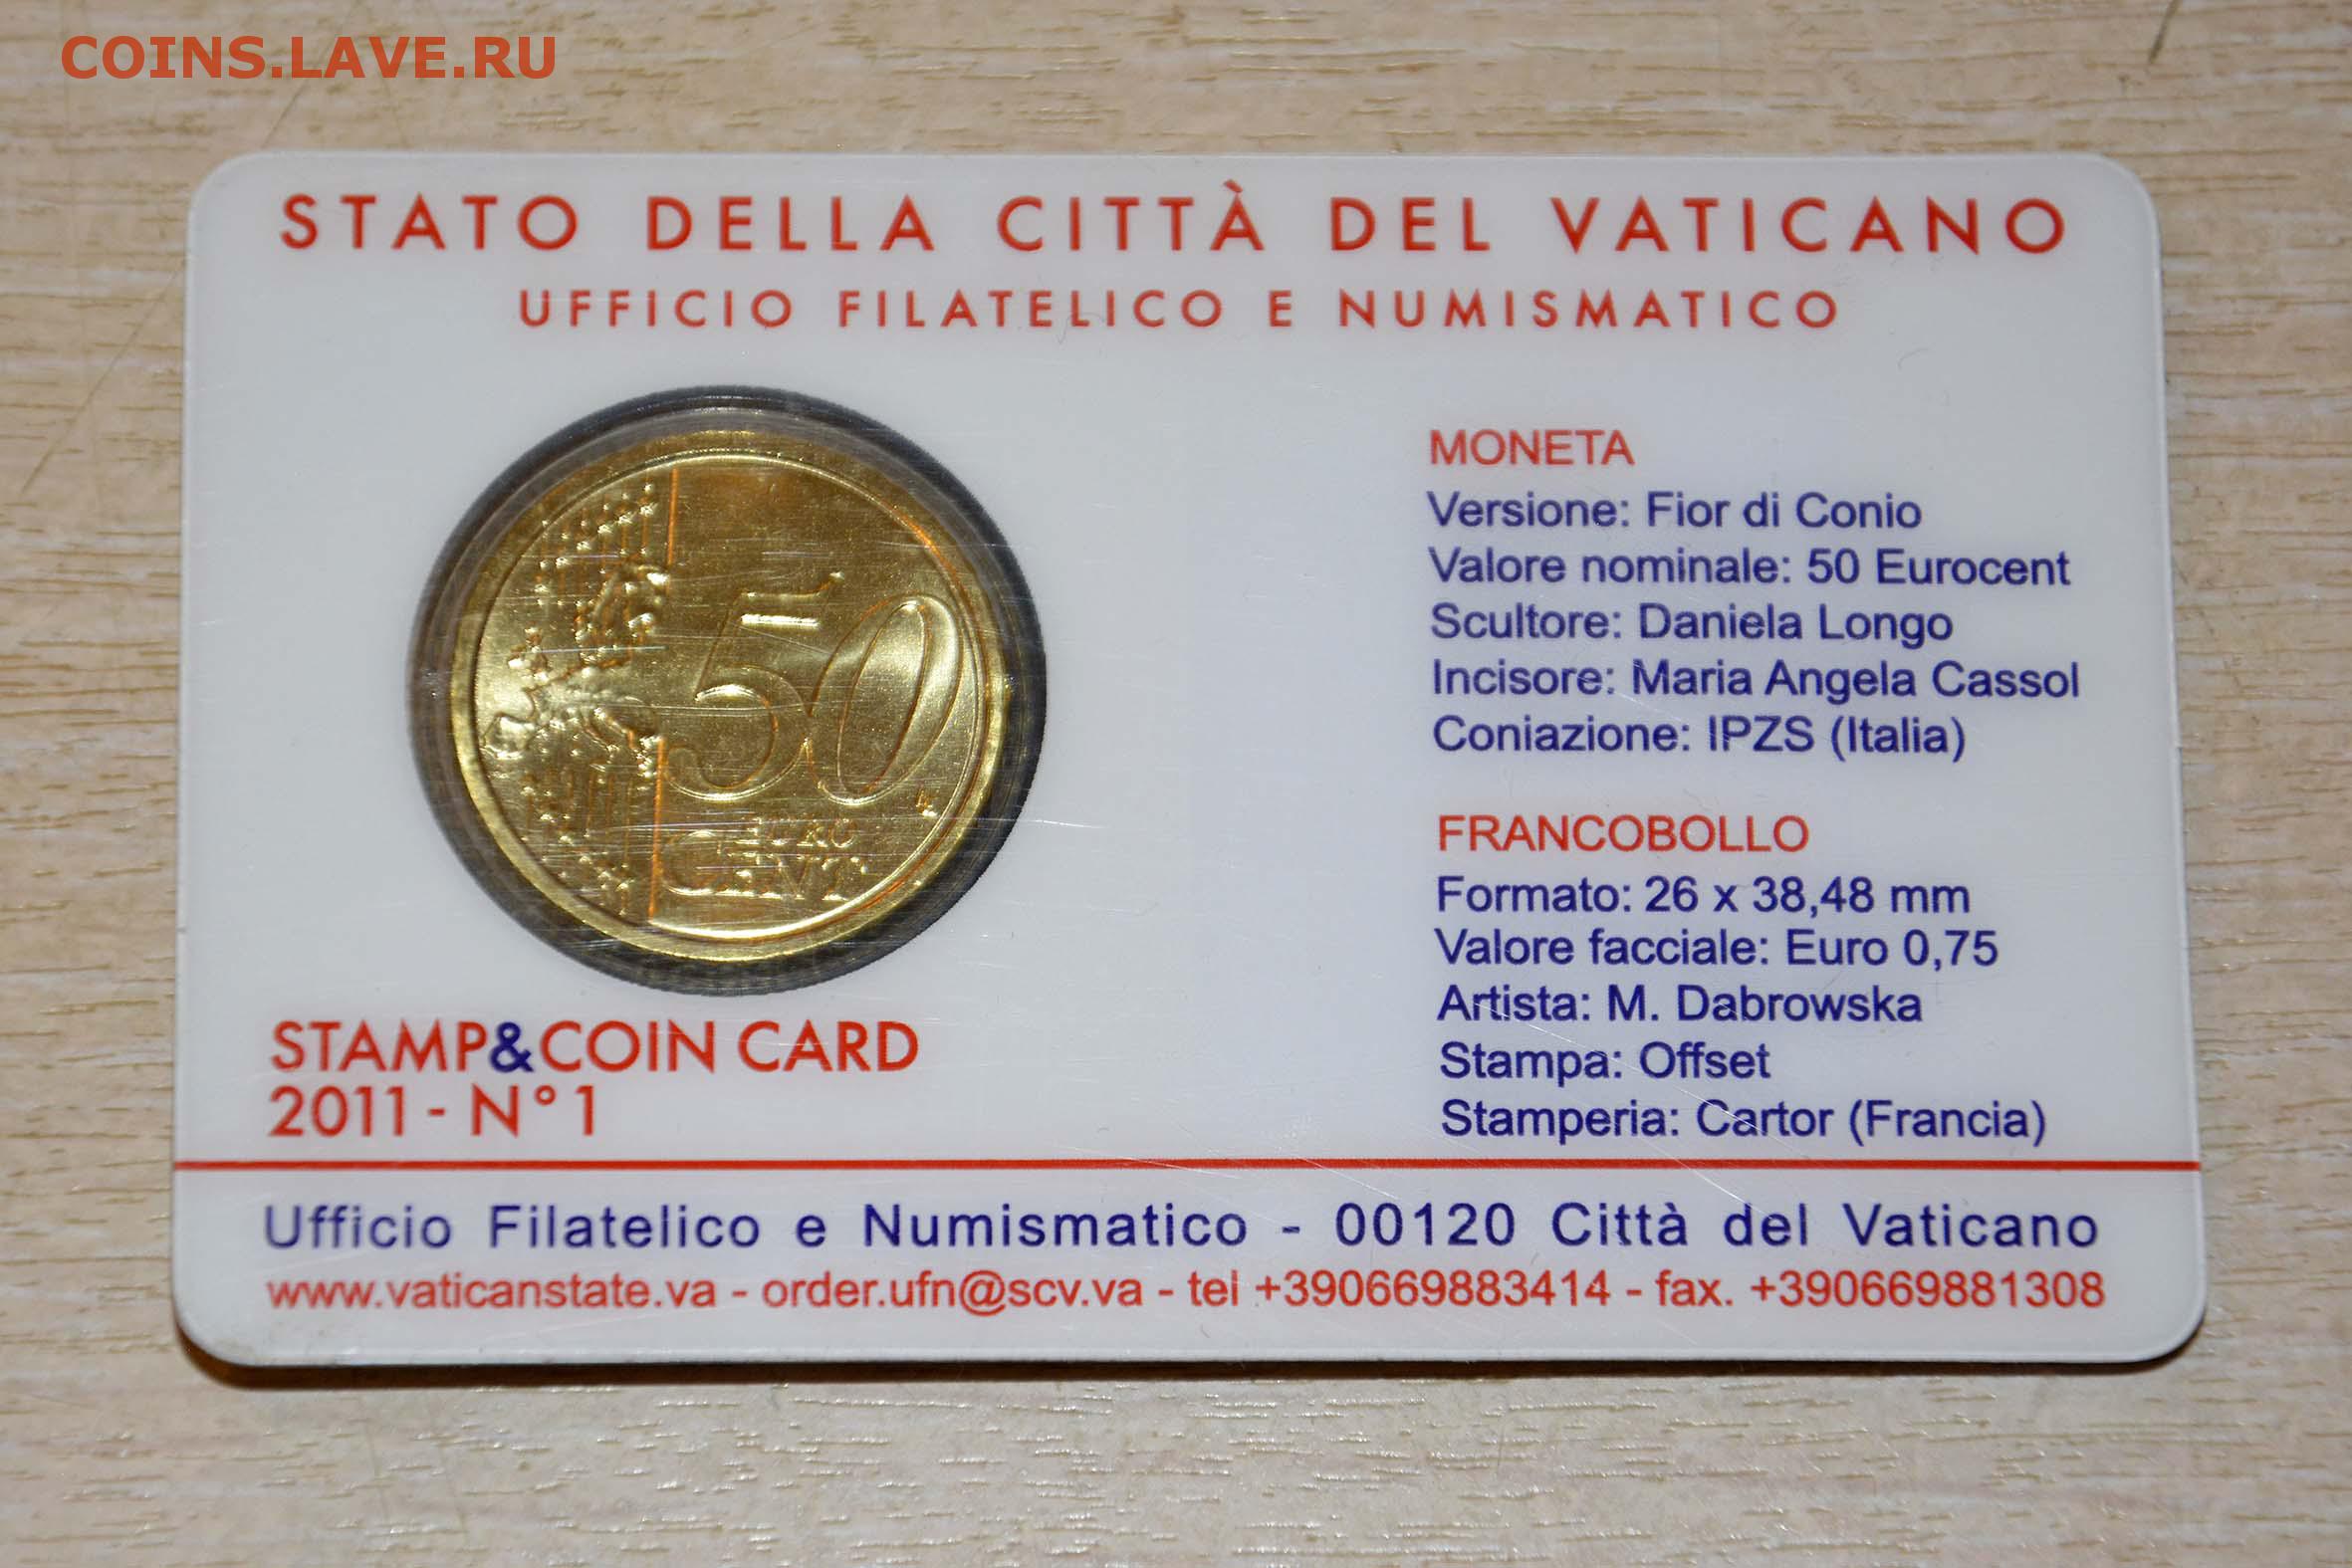 COINS.LAVE.RU
STATO DELLA CITTÀ DEL VATICANO
UFFICIO FILATELICO E NUMISMATICO
50
EURO
CENT
LL
STAMP&COIN CARD
2011 - N° 1
MONETA
Versione: Fior di Conio
Valore nominale: 50 Eurocent
Scultore: Daniela Longo
Incisore: Maria Angela Cassol
Coniazione: IPZS (Italia)
FRANCOBOLLO
Formato: 26 x 38,48 mm
Valore facciale: Euro 0,75
Artista: M. Dabrowska
Stampa: Offset
Stamperia: Cartor (Francia)
Ufficio Filatelico e Numismatico - 00120 Città del Vaticano
www.vaticanstate.va - order.ufn@scv.va - tel +390669883414 - fax. +390669881308